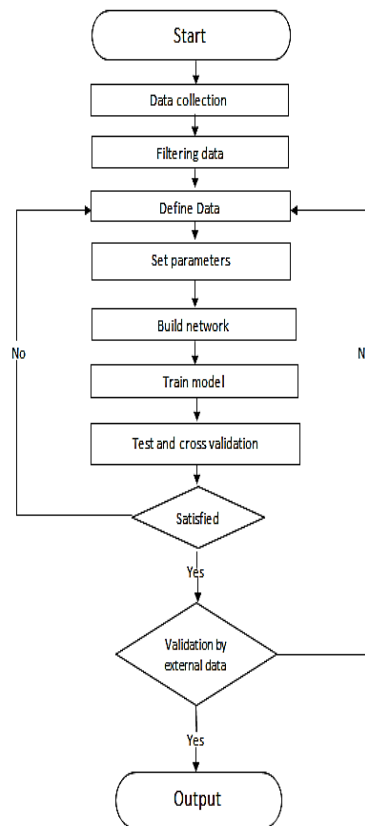 Start
Data collection
Filtering data
Define Data
Set parameters
Build network
No
N
Train model
Test and cross validation
Satisfied
Yes
Validation by
external data
Yes
Output